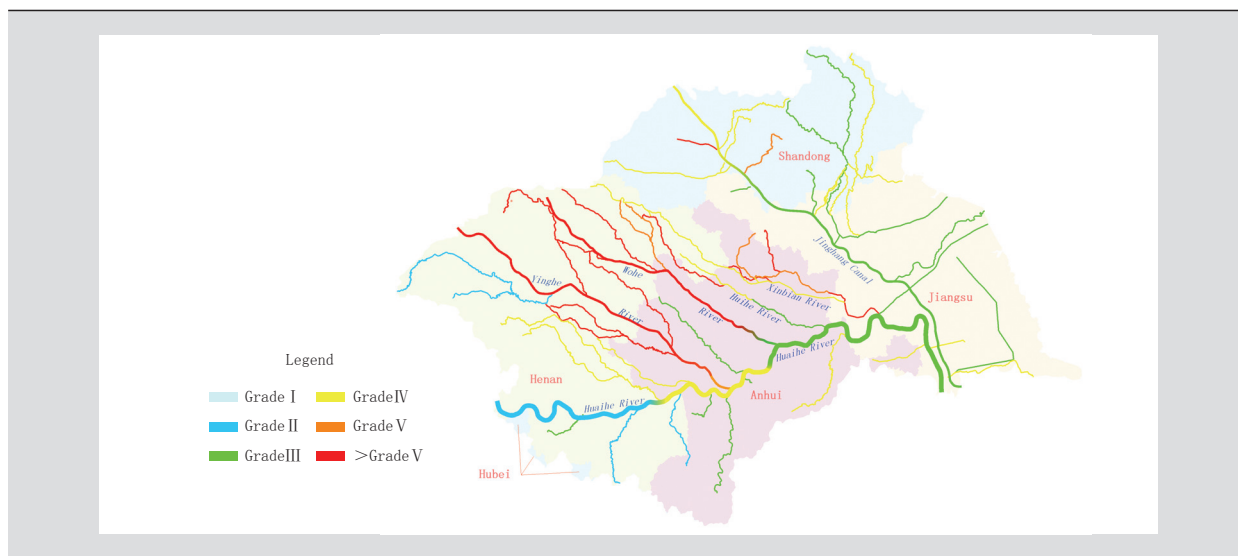 Shandong
Jinghang Canal
Jiangsu
Wohe
River
Yinghe
River
Huihe River
Xinbian River
Huaihe River
Anhui
Henan
Huaihe River
Hubei
Legend
Grade Ⅰ
GradeⅣ
Grade Ⅱ
Grade Ⅴ
GradeⅢ
>Grade Ⅴ